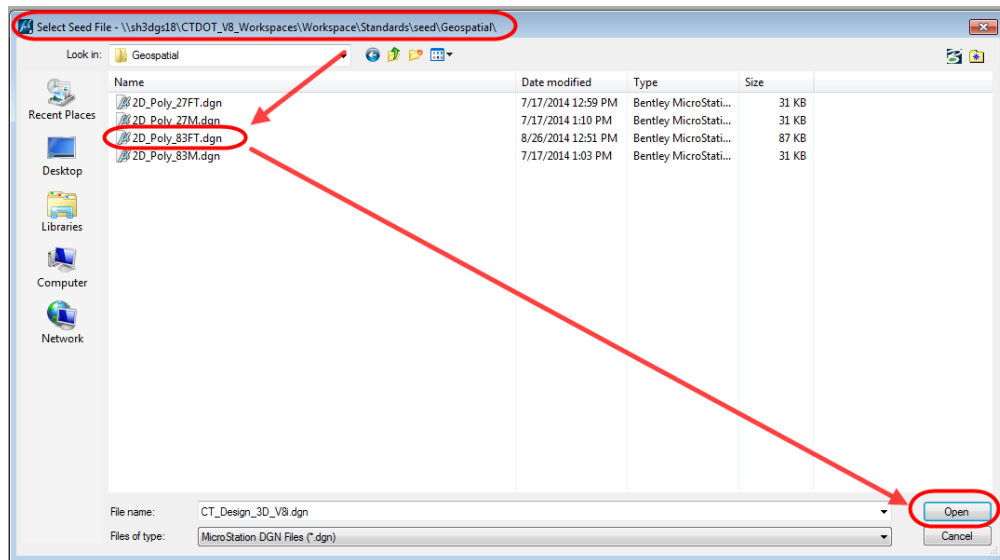 Select Seed File - \\sh3dgs18\CTDOT_V8_Workspaces\Workspace\Standards\seed\Geospatial\
Look in: Geospatial
Name Date modified Type Size
2D_Poly_27FT.dgn 7/17/2014 12:59 PM Bentley MicroStati... 31 KB
2D_Poly_27M.dgn 7/17/2014 1:10 PM Bentley MicroStati... 31 KB
2D_Poly_83FT.dgn 8/26/2014 12:51 PM Bentley MicroStati... 87 KB
2D_Poly_83M.dgn 7/17/2014 1:03 PM Bentley MicroStati... 31 KB
Recent Places
Desktop
Libraries
Computer
Network
File name: CT_Design_3D_V8i.dgn Open
Files of type: MicroStation DGN Files (*.dgn) Cancel